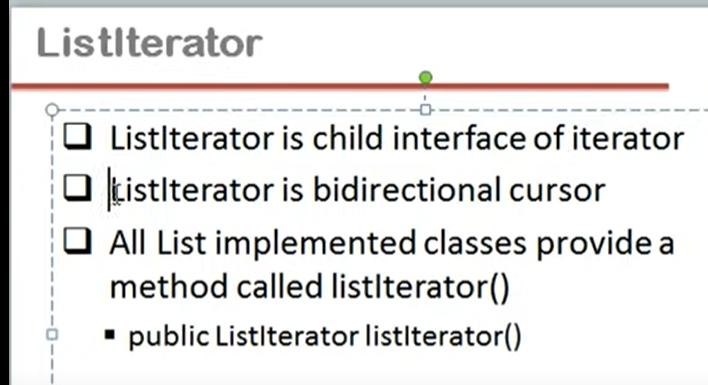 ListIterator
❑ ListIterator is child interface of iterator
❑ ListIterator is bidirectional cursor
❑ All List implemented classes provide a
method called listIterator()
▪ public ListIterator listIterator()